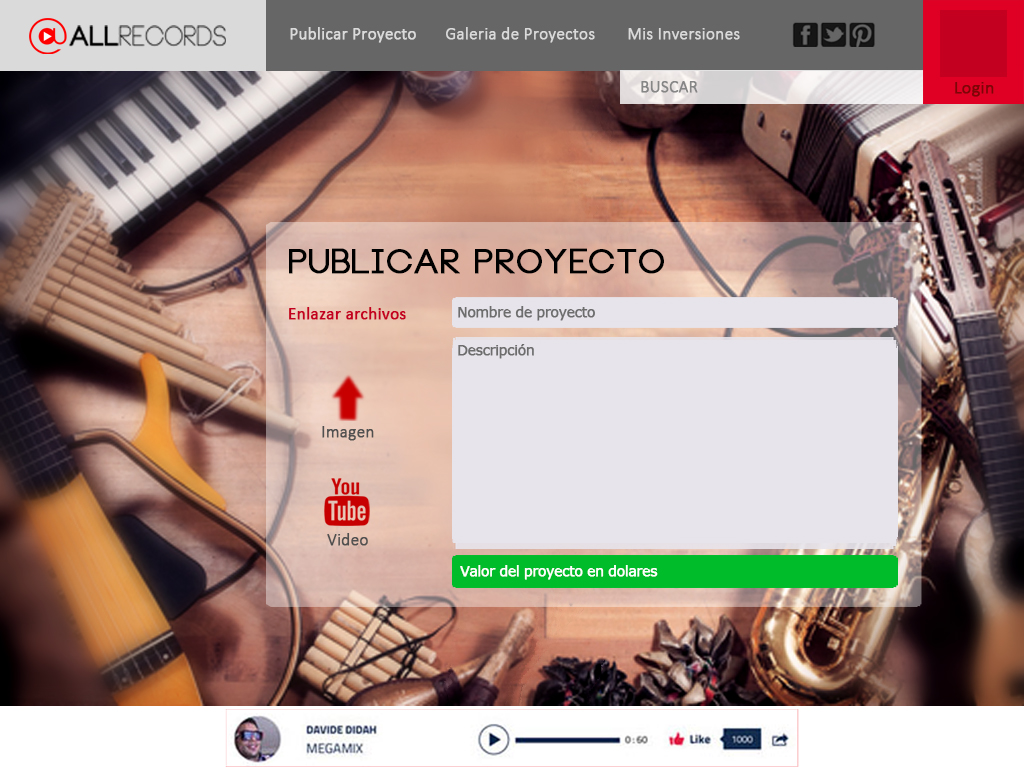 @ALLRECORDS
Publicar Proyecto
Galeria de Proyectos
Mis Inversiones
BUSCAR
Login
PUBLICAR PROYECTO
Enlazar archivos
Nombre de proyecto
Descripción
Imagen
You
Tube
Video
Valor del proyecto en dolares
DAVIDE DIDAH
MEGAMIX
0:60
Like
1000